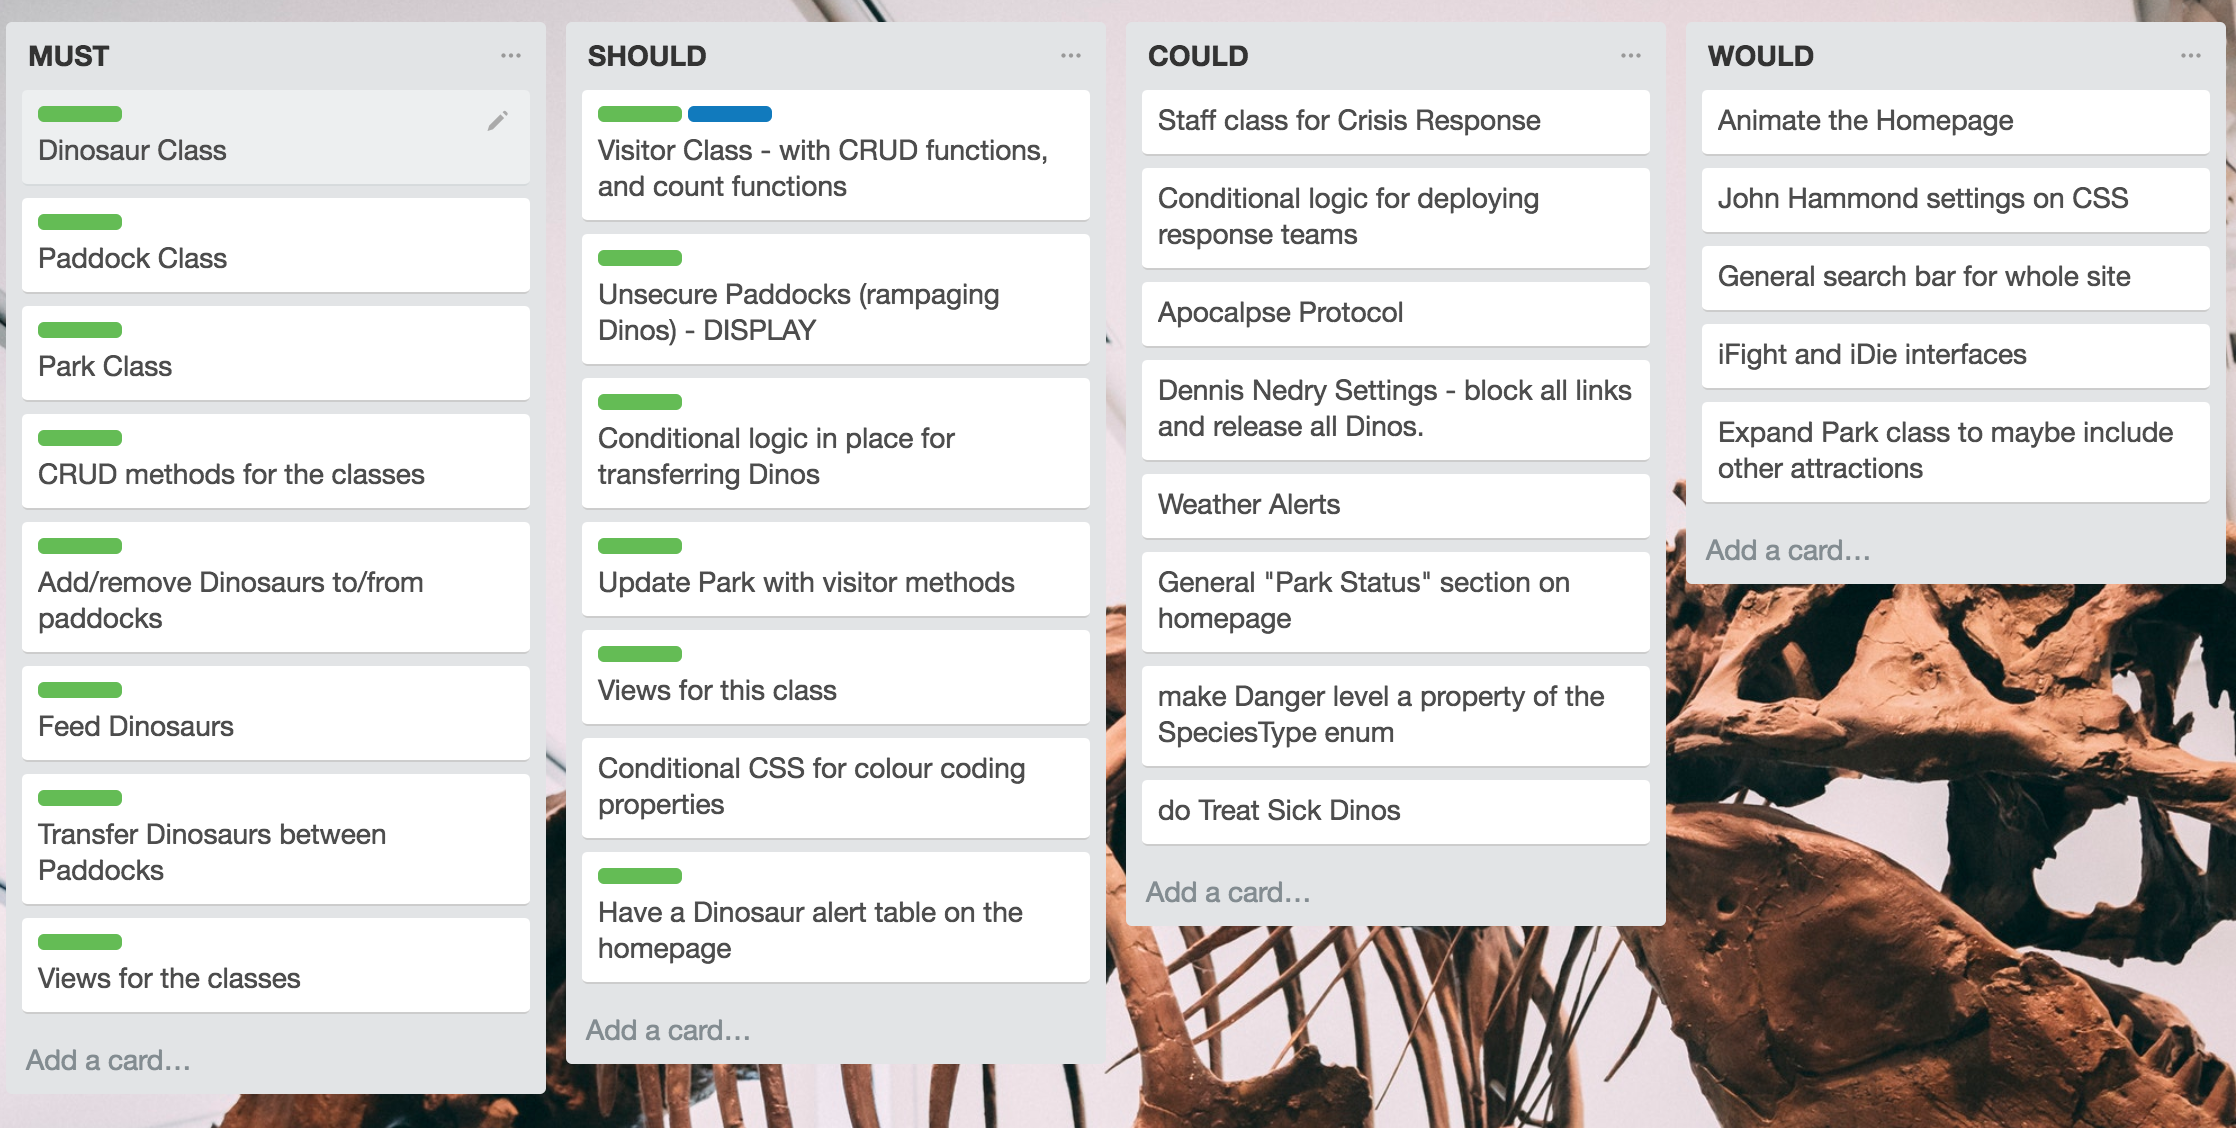 MUST
Dinosaur Class
Paddock Class
Park Class
CRUD methods for the classes
Add/remove Dinosaurs to/from
paddocks
Feed Dinosaurs
Transfer Dinosaurs between
Paddocks
Views for the classes
Add a card...
SHOULD
Visitor Class - with CRUD functions,
and count functions
Unsecure Paddocks (rampaging
Dinos) - DISPLAY
Conditional logic in place for
transferring Dinos
Update Park with visitor methods
Views for this class
Conditional CSS for colour coding
properties
Have a Dinosaur alert table on the
homepage
Add a card...
COULD
Staff class for Crisis Response
Conditional logic for deploying
response teams
Apocalpse Protocol
Dennis Nedry Settings - block all links
and release all Dinos.
Weather Alerts
General "Park Status" section on
homepage
make Danger level a property of the
SpeciesType enum
do Treat Sick Dinos
Add a card...
WOULD
Animate the Homepage
John Hammond settings on CSS
General search bar for whole site
iFight and iDie interfaces
Expand Park class to maybe include
other attractions
Add a card...